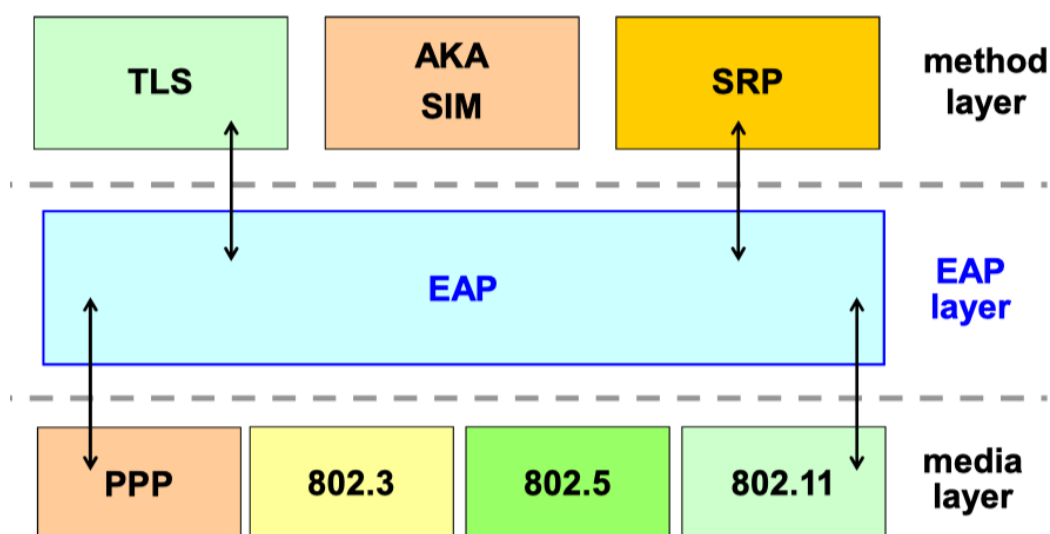 TLS
AKA
SIM
SRP
method
layer
EAP
EAP
layer
PPP
802.3
802.5
802.11
media
layer